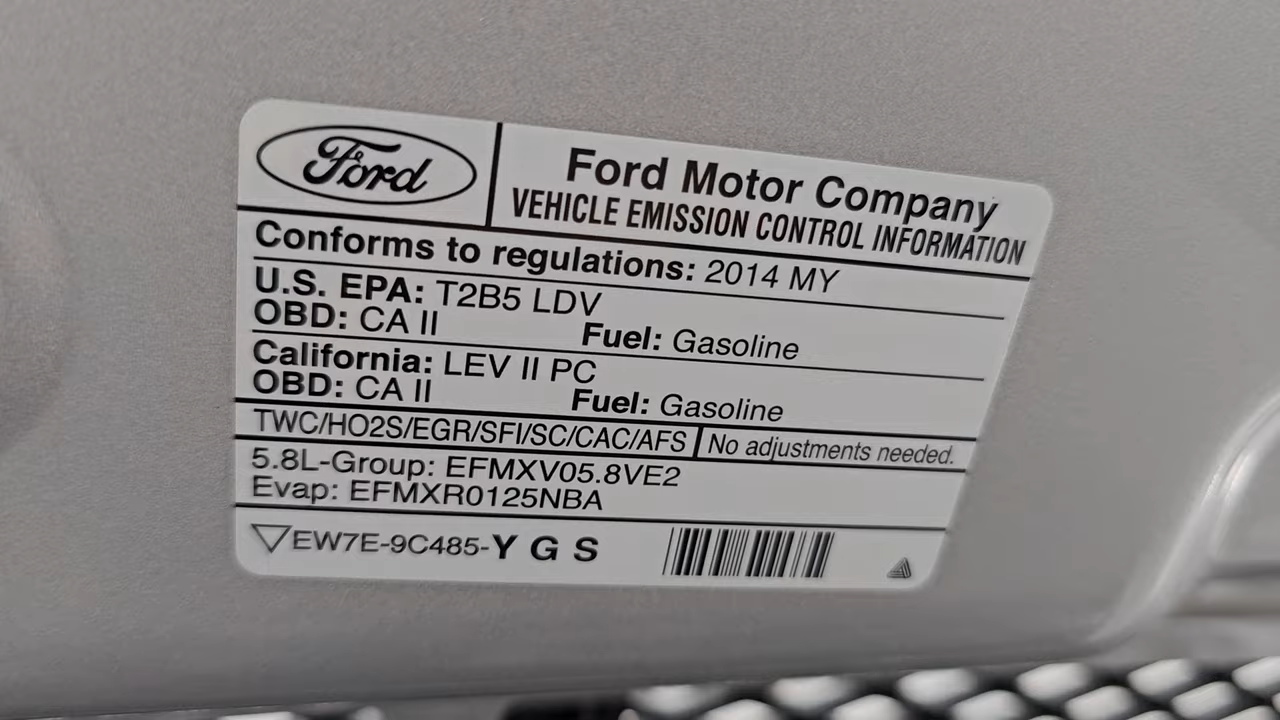 Ford
Ford Motor Company
VEHICLE EMISSION CONTROL INFORMATION
Conforms to regulations: 2014 MY
U.S. EPA: T2B5 LDV
OBD: CA II Fuel: Gasoline
California: LEV II PC
OBD: CA II Fuel: Gasoline
TWC/HO2S/EGR/SFI/SC/CAC/AFS No adjustments needed.
5.8L-Group: EFMXV05.8VE2
Evap: EFMXR0125NBA
EW7E-9C485-Y G S